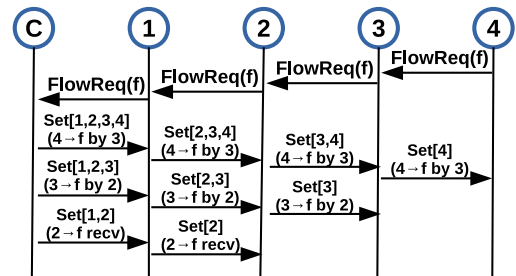 C 1 2 3 4
FlowReq(f)
FlowReq(f)
FlowReq(f)
FlowReq(f)
Set[1,2,3,4]
(4→f by 3)
Set[2,3,4]
(4→f by 3)
Set[3,4]
(4→f by 3)
Set[4]
(4→f by 3)
Set[1,2,3]
(3→f by 2)
Set[2,3]
(3→f by 2)
Set[3]
(3→f by 2)
Set[1,2]
(2→f recv)
Set[2]
(2→f recv)